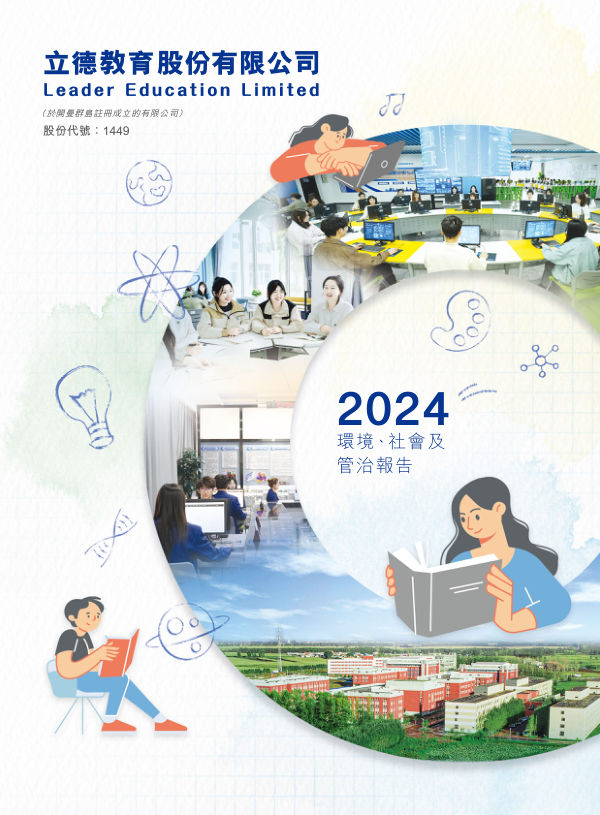 立德教育股份有限公司
Leader Education Limited
（於開曼群島註冊成立的有限公司）
股份代號：1449
2024
環境、社會及
管治報告